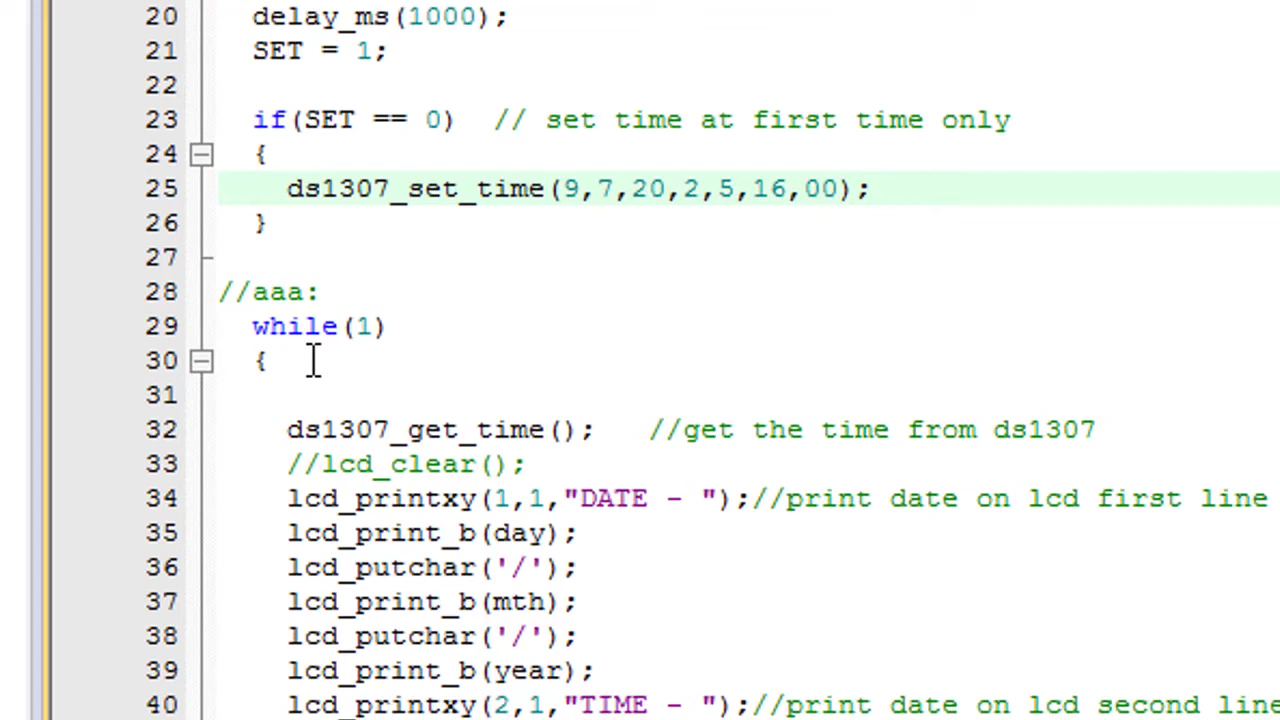 20 delay_ms(1000);
21 SET = 1;
22
23 if(SET == 0) // set time at first time only
24 {
25 ds1307_set_time(9,7,20,2,5,16,00);
26 }
27
28 //aaa:
29 while(1)
30 {
31
32 ds1307_get_time(); //get the time from ds1307
33 //lcd_clear();
34 lcd_printxy(1,1,"DATE - ");//print date on lcd first line
35 lcd_print_b(day);
36 lcd_putchar('/');
37 lcd_print_b(mth);
38 lcd_putchar('/');
39 lcd_print_b(year);
40 lcd_printxy(2,1,"TIME - ");//print date on lcd second line